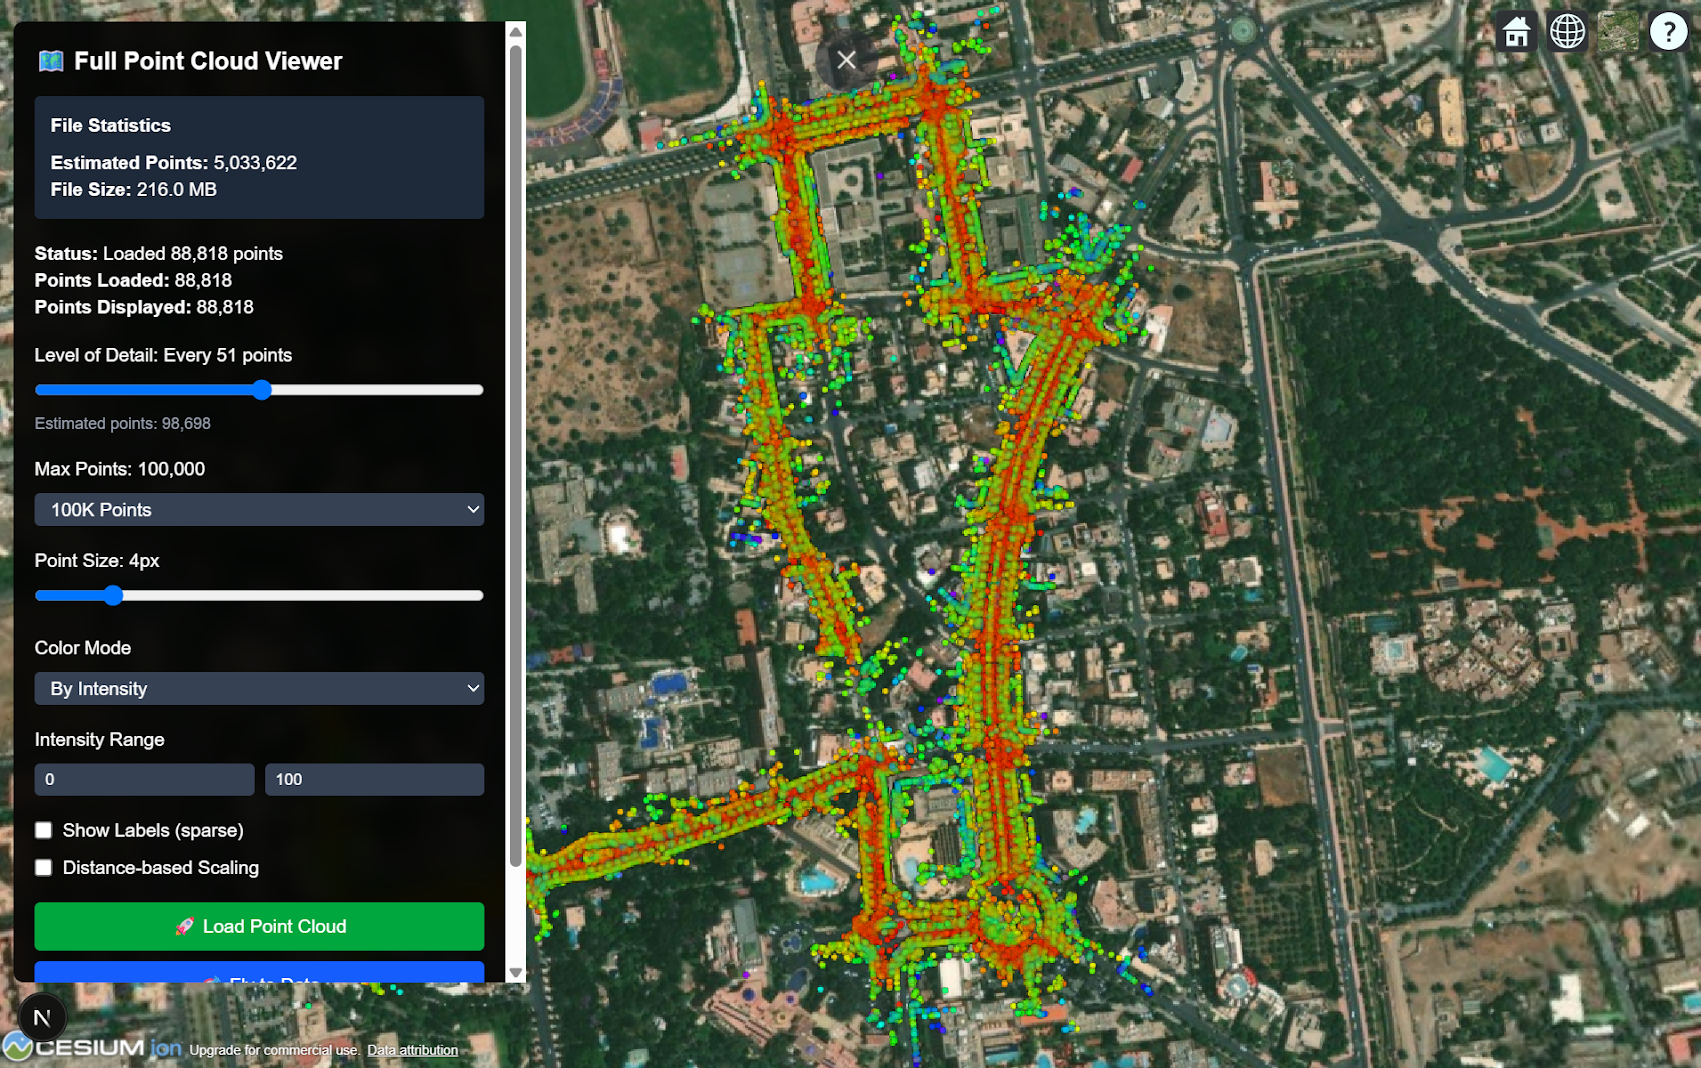 Full Point Cloud Viewer
File Statistics
Estimated Points: 5,033,622
File Size: 216.0 MB
Status: Loaded 88,818 points
Points Loaded: 88,818
Points Displayed: 88,818
Level of Detail: Every 51 points
Estimated points: 98,698
Max Points: 100,000
100K Points
Point Size: 4px
Color Mode
By Intensity
Intensity Range
0 100
Show Labels (sparse)
Distance-based Scaling
🚀 Load Point Cloud
Fly to Data
N
CESIUM ion Upgrade for commercial use. Data attribution
?